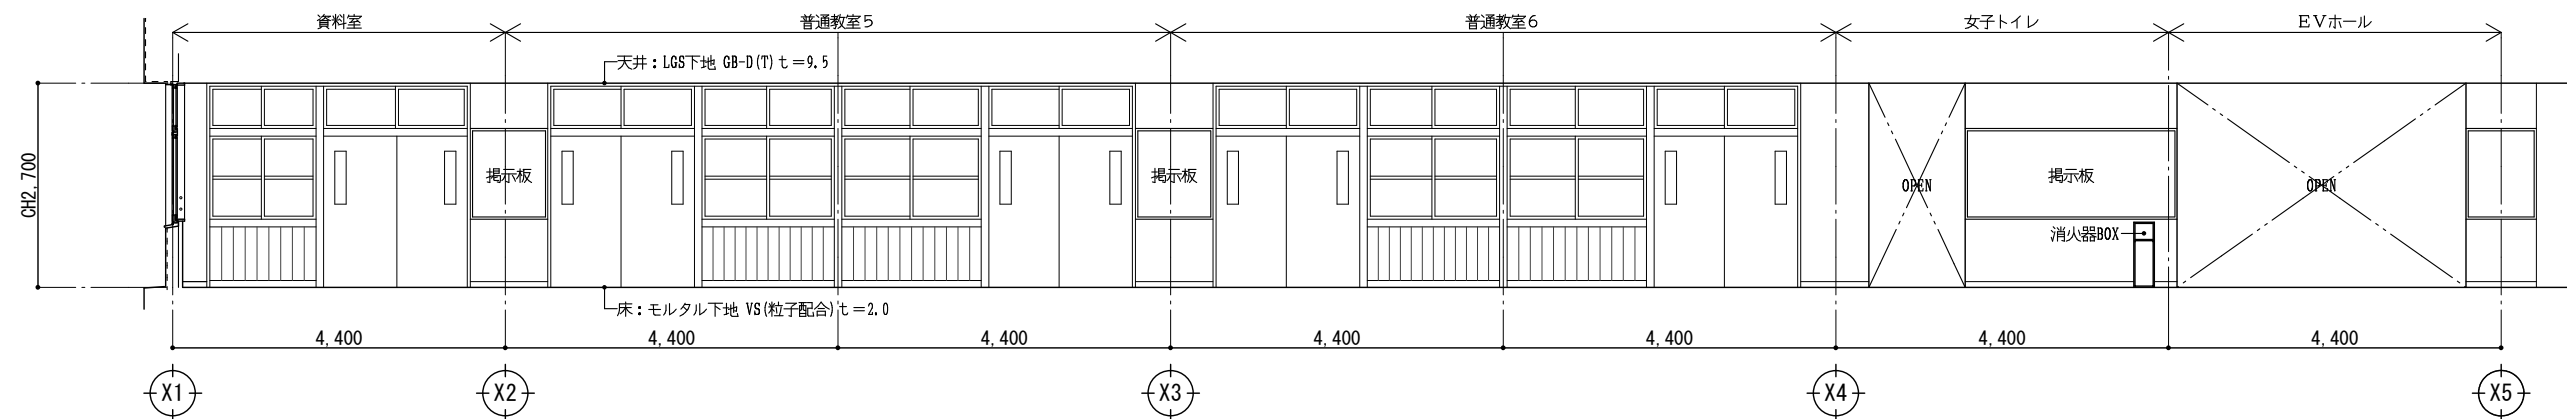 資料室
普通教室5
普通教室6
女子トイレ
EVホール
天井：LGS下地 GB-D(T) t=9.5
CH2,700
掲示板
掲示板
OPEN
掲示板
OPEN
消火器BOX
床：モルタル下地 VS(粒子配合) t=2.0
4,400
4,400
4,400
4,400
4,400
4,400
4,400
X1
X2
X3
X4
X5